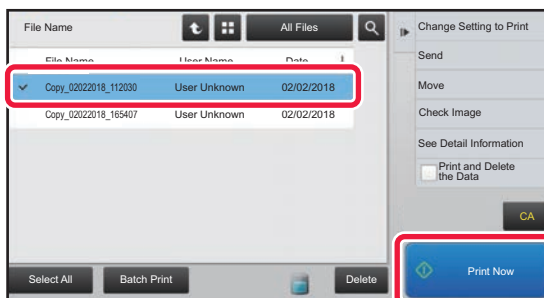 File Name
All Files
File Name User Name Date
Copy_02022018_112030 User Unknown 02/02/2018
Copy_02022018_165407 User Unknown 02/02/2018
Select All
Batch Print
Delete
Change Setting to Print
Send
Move
Check Image
See Detail Information
Print and Delete
the Data
CA
Print Now